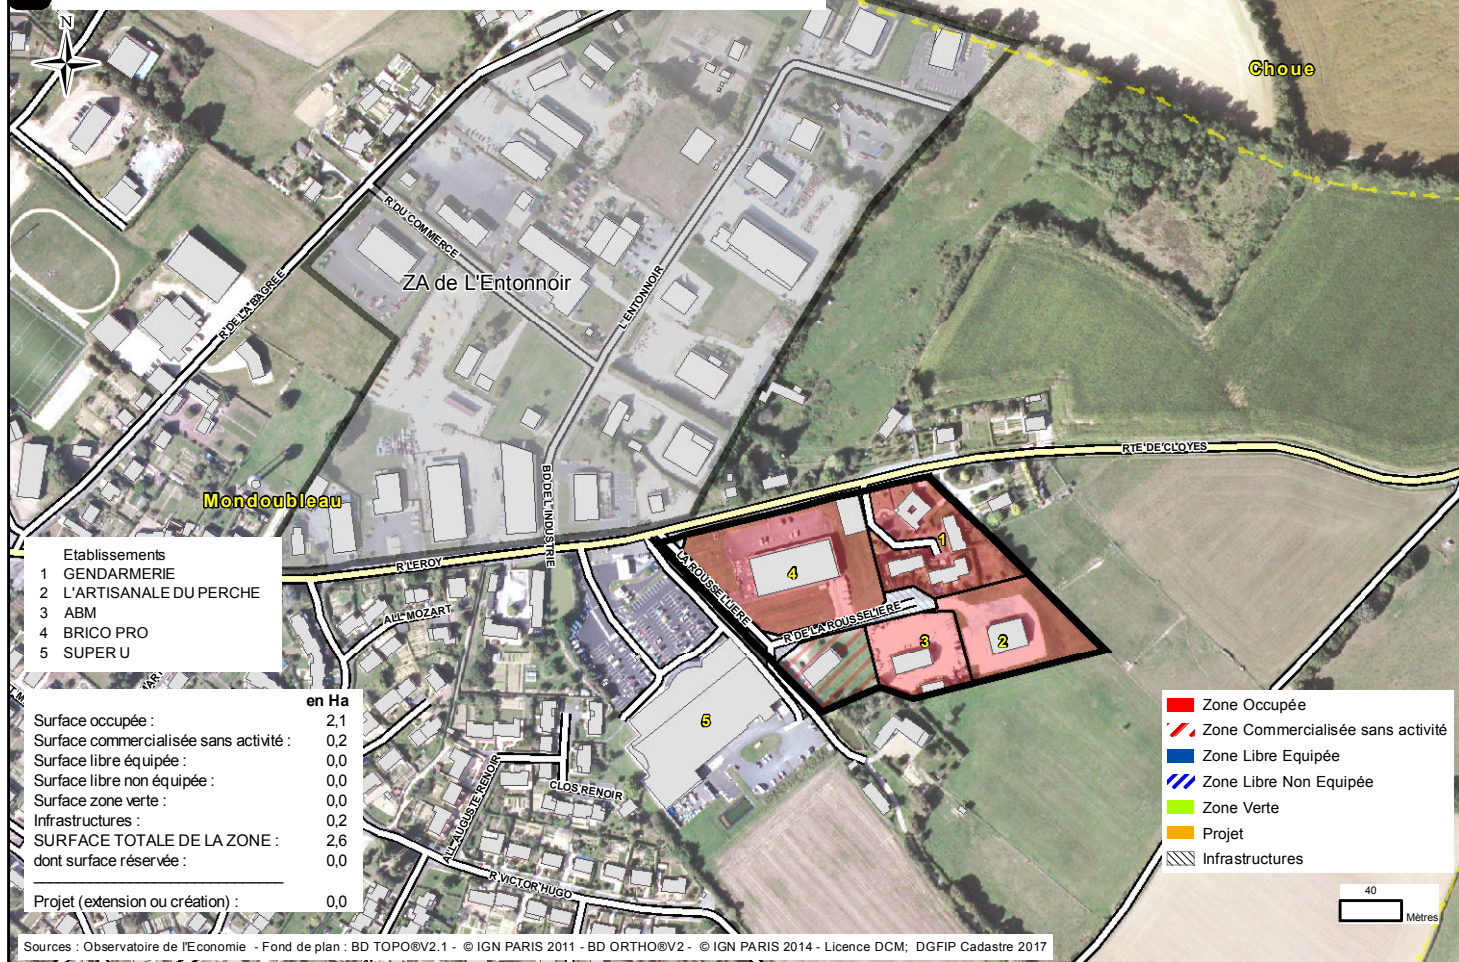 N
Choue
R DU COMMERCE
ZA de L'Entonnoir
L'ENTONNOIR
R DE LA BAGREE
Mondoubleau
BD DE L'INDUSTRIE
RTE DE CLOYES
R LEROY
ALL MOZART
LA ROUSSELIERE
R DE LA ROUSSELIERE
1
4
3
2
5
CLOS RENOIR
ALL AUGUSTE RENOIR
R VICTOR HUGO
Etablissements
1 GENDARMERIE
2 L'ARTISANALE DU PERCHE
3 ABM
4 BRICO PRO
5 SUPER U
en Ha
Surface occupée : 2,1
Surface commercialisée sans activité : 0,2
Surface libre équipée : 0,0
Surface libre non équipée : 0,0
Surface zone verte : 0,0
Infrastructures : 0,2
SURFACE TOTALE DE LA ZONE : 2,6
dont surface réservée : 0,0
Projet (extension ou création) : 0,0
Zone Occupée
Zone Commercialisée sans activité
Zone Libre Equipée
Zone Libre Non Equipée
Zone Verte
Projet
Infrastructures
40
Mètres
Sources : Observatoire de l'Economie - Fond de plan : BD TOPO®V2.1 - © IGN PARIS 2011 - BD ORTHO®V2 - © IGN PARIS 2014 - Licence DCM; DGFIP Cadastre 2017